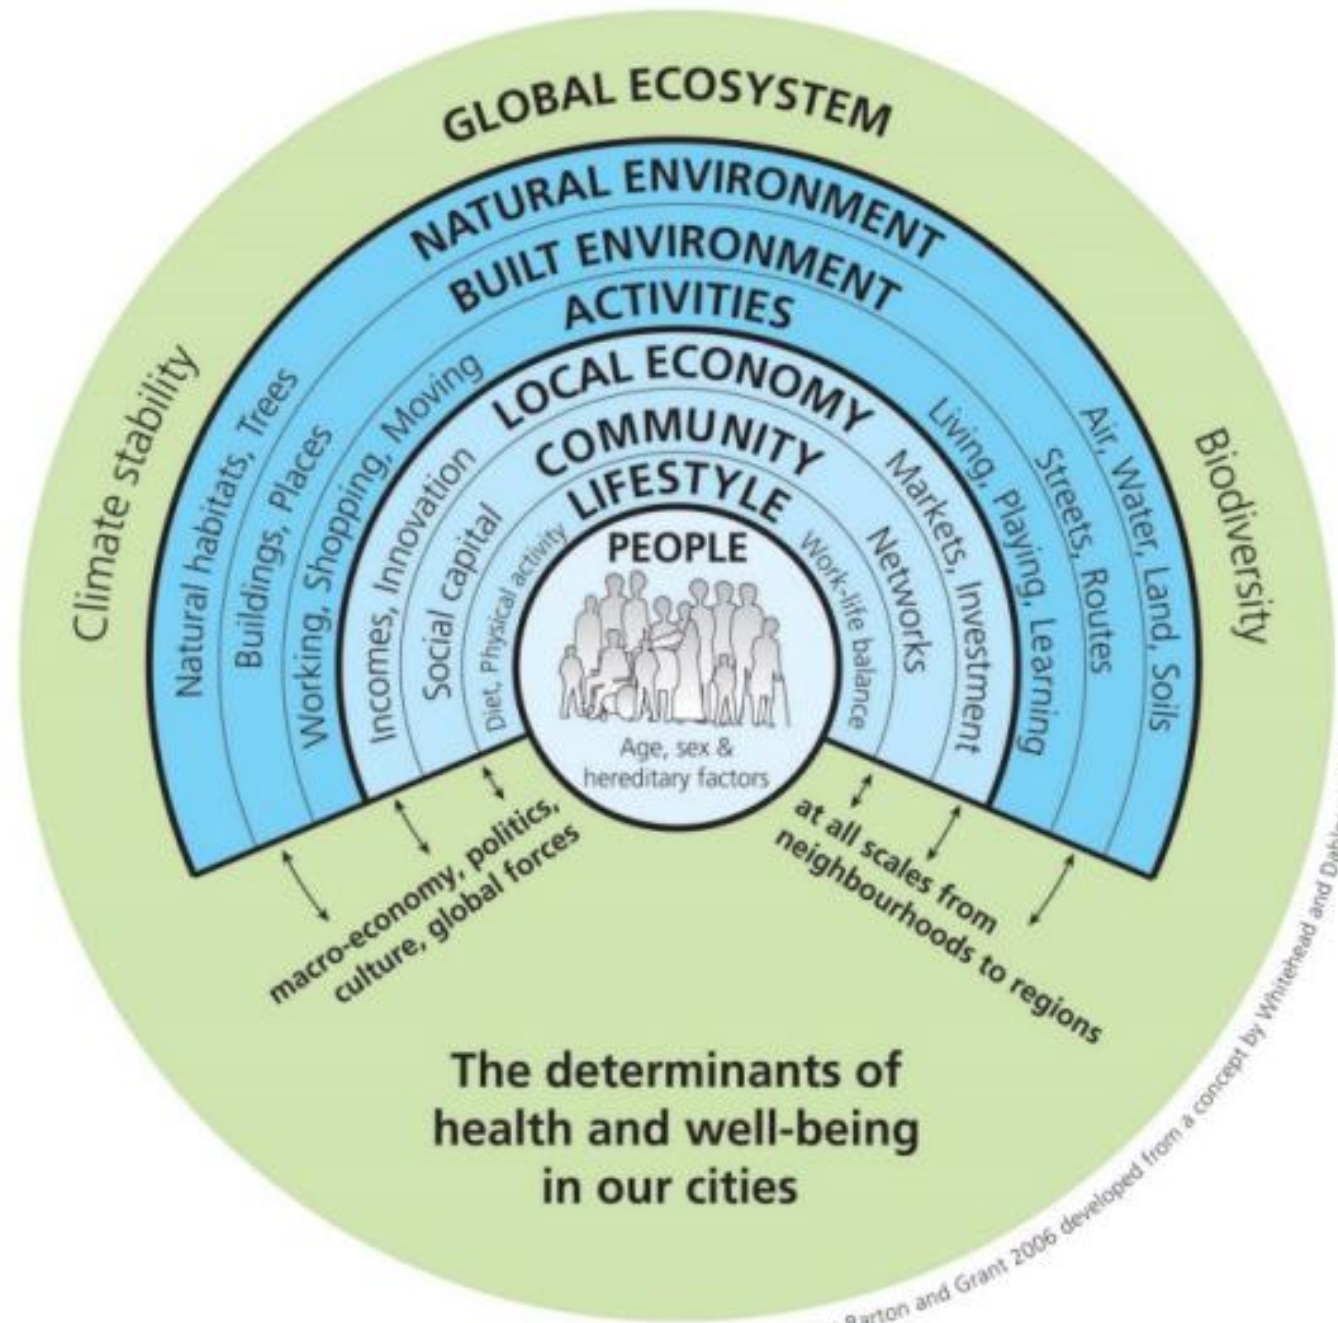 GLOBAL ECOSYSTEM
NATURAL ENVIRONMENT
BUILT ENVIRONMENT
ACTIVITIES
LOCAL ECONOMY
COMMUNITY
LIFESTYLE
PEOPLE
Age, sex &
hereditary factors
Climate stability
Natural habitats, Trees
Buildings, Places
Working, Shopping, Moving
Incomes, Innovation
Social capital
Diet, Physical activity
Work-life balance
Networks
Markets, Investment
Living, Playing, Learning
Streets, Routes
Air, Water, Land, Soils
Biodiversity
macro-economy, politics,
culture, global forces
at all scales from
neighbourhoods to regions
The determinants of
health and well-being
in our cities
Barton and Grant 2006 developed from a concept by Whitehead and